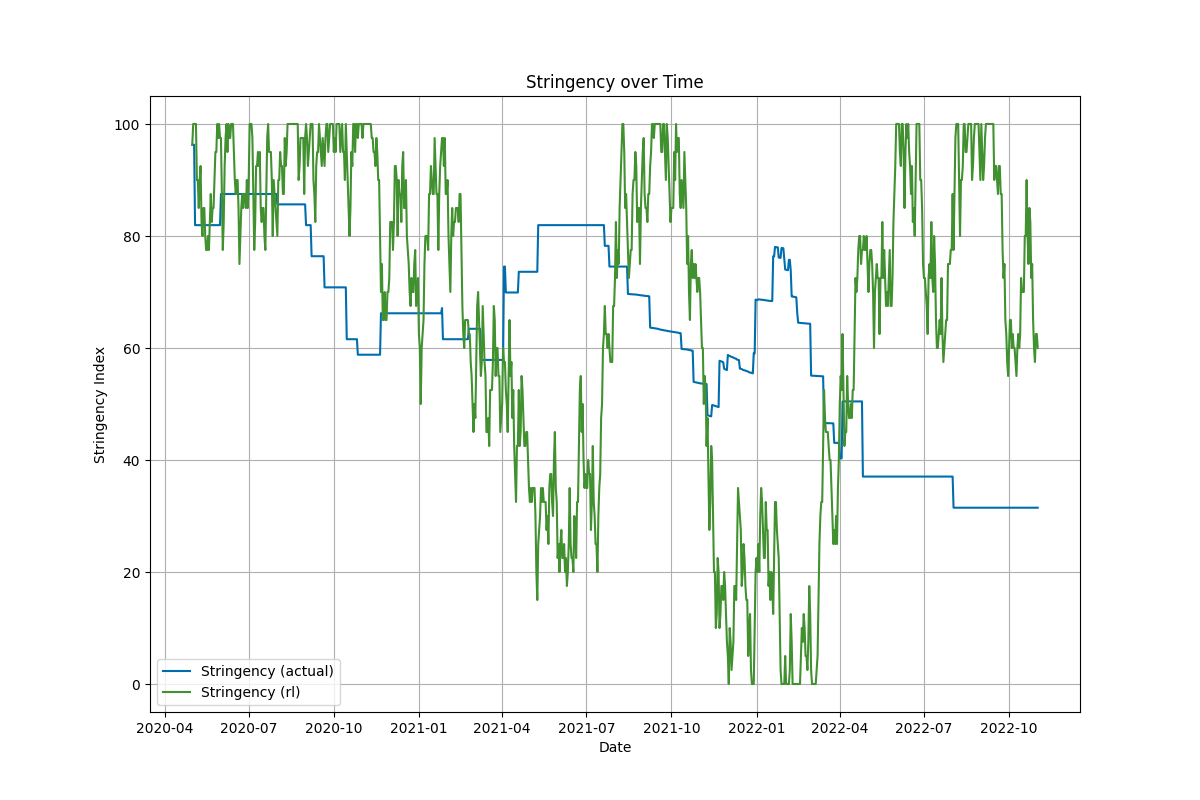 Stringency over Time
Stringency Index
100
80
60
40
20
0
Stringency (actual)
Stringency (rl)
2020-04 2020-07 2020-10 2021-01 2021-04 2021-07 2021-10 2022-01 2022-04 2022-07 2022-10
Date